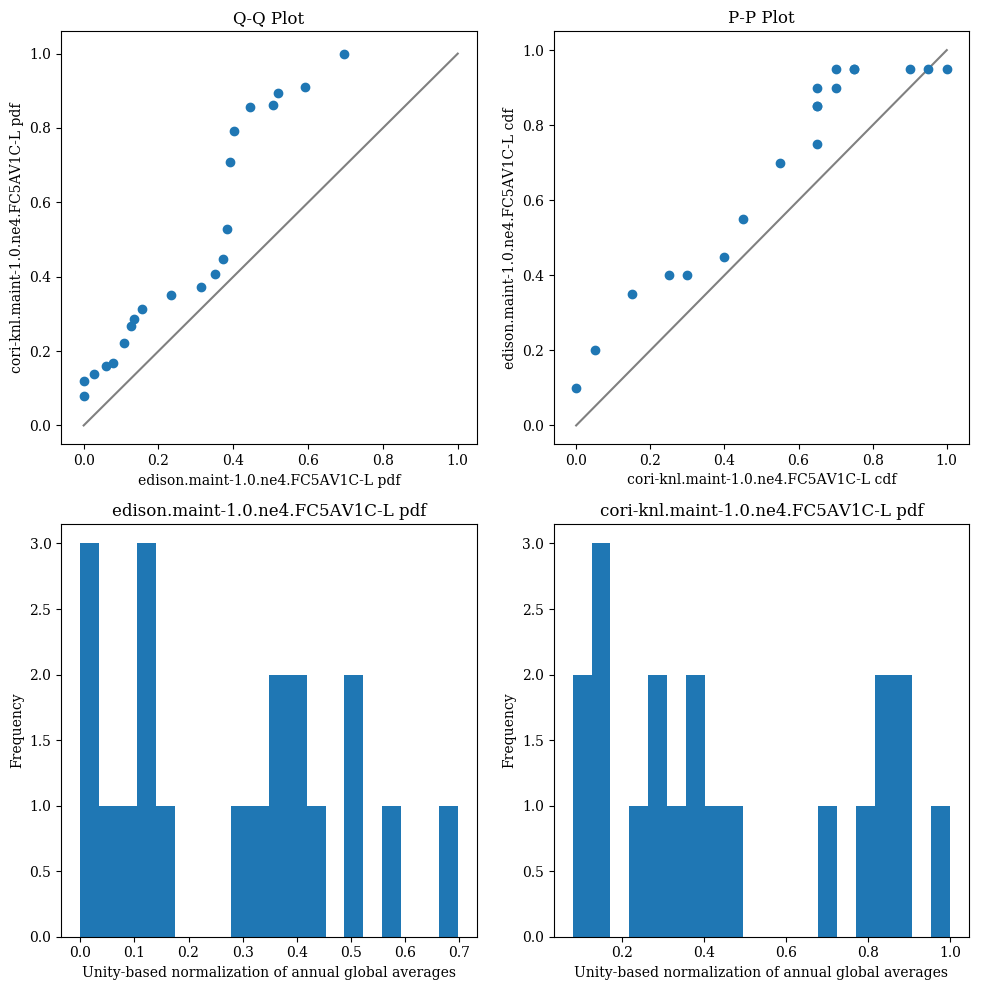 Q-Q Plot
1.0
0.8
0.6
0.4
0.2
0.0
cori-knl.maint-1.0.ne4.FC5AV1C-L pdf
0.0 0.2 0.4 0.6 0.8 1.0
edison.maint-1.0.ne4.FC5AV1C-L pdf
P-P Plot
1.0
0.8
0.6
0.4
0.2
0.0
edison.maint-1.0.ne4.FC5AV1C-L cdf
0.0 0.2 0.4 0.6 0.8 1.0
cori-knl.maint-1.0.ne4.FC5AV1C-L cdf
edison.maint-1.0.ne4.FC5AV1C-L pdf
3.0
2.5
2.0
1.5
1.0
0.5
0.0
Frequency
0.0 0.1 0.2 0.3 0.4 0.5 0.6 0.7
Unity-based normalization of annual global averages
cori-knl.maint-1.0.ne4.FC5AV1C-L pdf
3.0
2.5
2.0
1.5
1.0
0.5
0.0
Frequency
0.2 0.4 0.6 0.8 1.0
Unity-based normalization of annual global averages